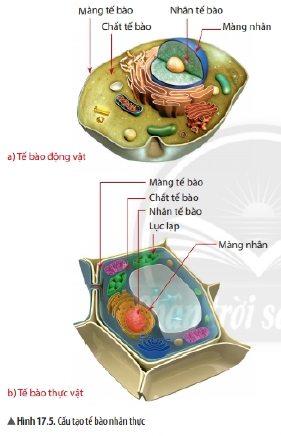 Màng tế bào
Nhân tế bào
Chất tế bào
Màng nhân
a) Tế bào động vật
Màng tế bào
Chất tế bào
Nhân tế bào
Lục lạp
Màng nhân
b) Tế bào thực vật
▲ Hình 17.5. Cấu tạo tế bào nhân thực